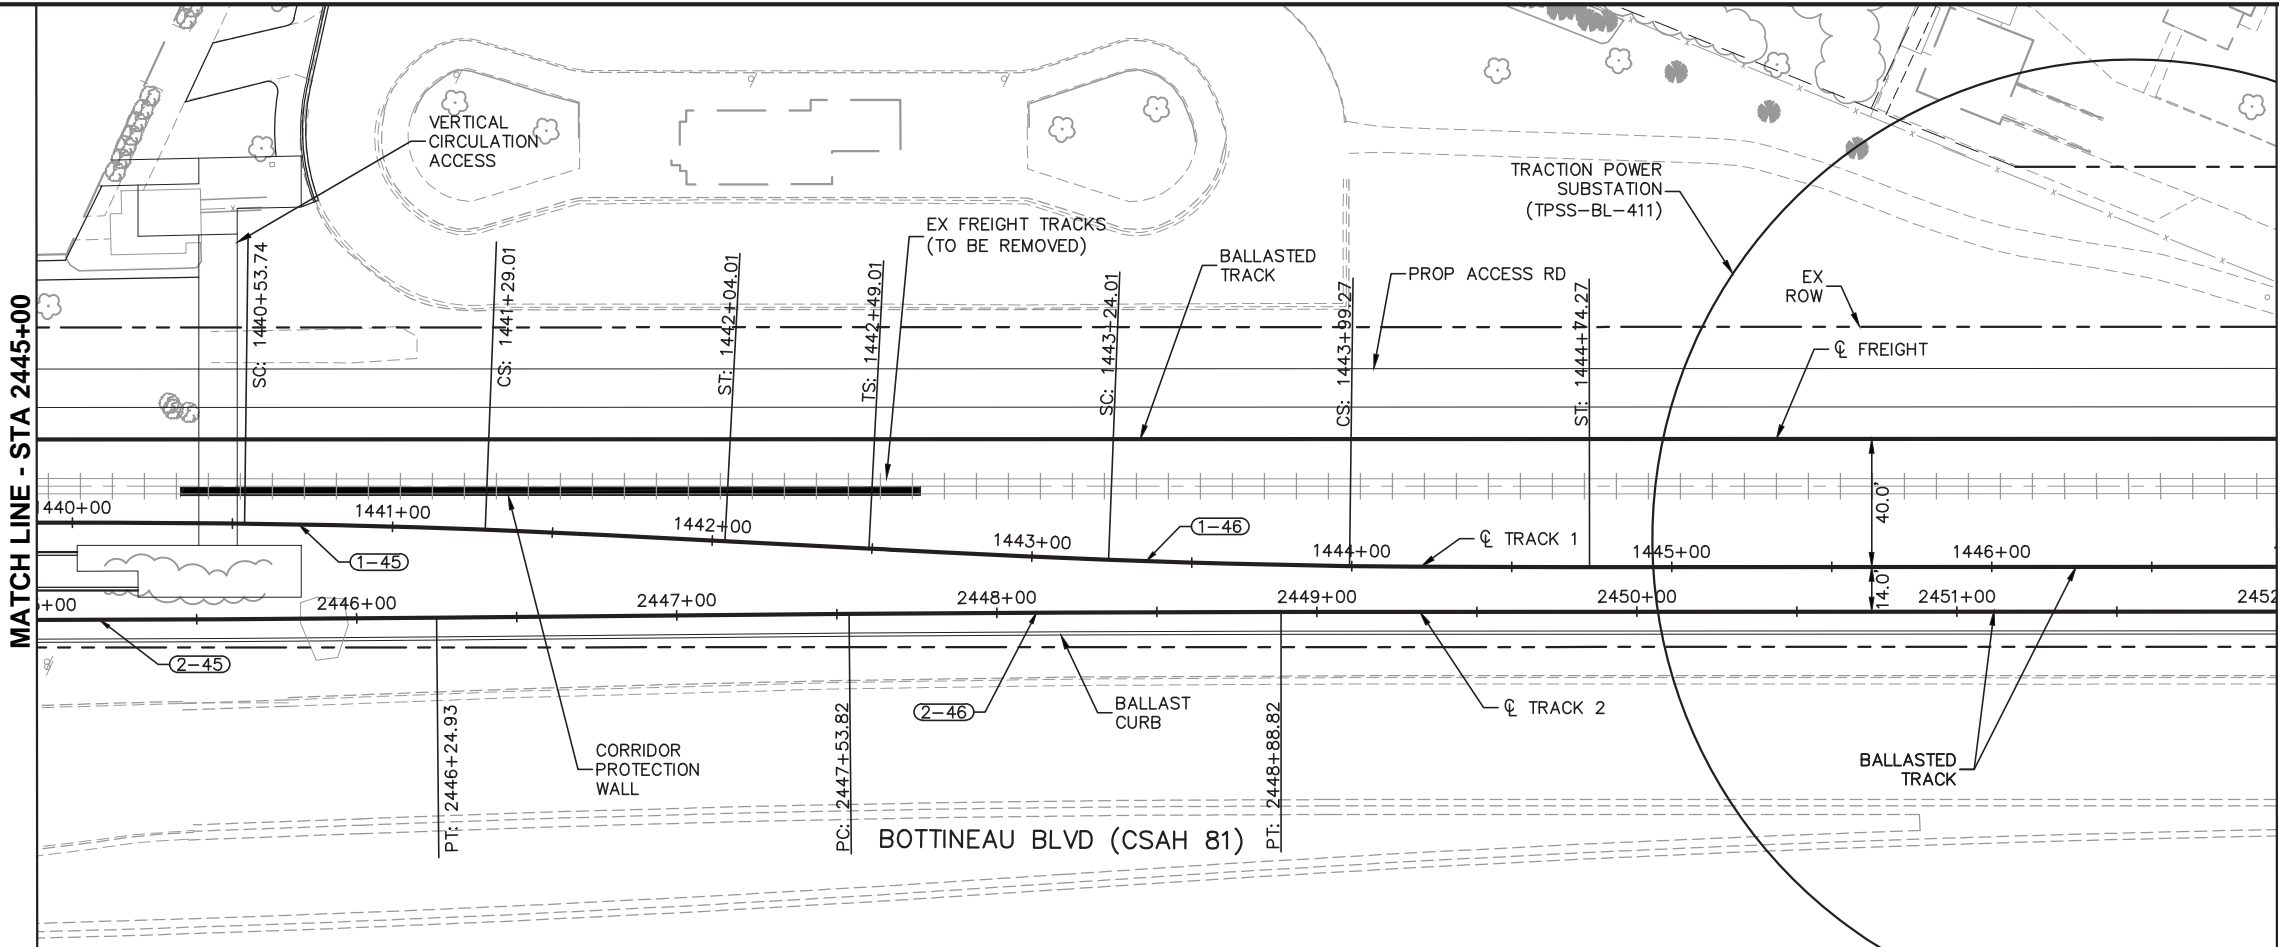 MATCH LINE - STA 2445+00
VERTICAL
CIRCULATION
ACCESS
EX FREIGHT TRACKS
(TO BE REMOVED)
BALLASTED
TRACK
PROP ACCESS RD
TRACTION POWER
SUBSTATION
(TPSS-BL-411)
EX
ROW
℄ FREIGHT
SC: 1440+53.74
CS: 1441+29.01
ST: 1442+04.01
TS: 1442+49.01
SC: 1443+24.01
CS: 1443+99.27
ST: 1444+74.27
440+00
1441+00
1442+00
1443+00
1444+00
1445+00
1446+00
40.0'
14.0'
1-45
1-46
℄ TRACK 1
+00
2446+00
2447+00
2448+00
2449+00
2450+00
2451+00
2452
2-45
2-46
PT: 2446+24.93
PC: 2447+53.82
PT: 2448+88.82
CORRIDOR
PROTECTION
WALL
BALLAST
CURB
℄ TRACK 2
BALLASTED
TRACK
BOTTINEAU BLVD (CSAH 81)